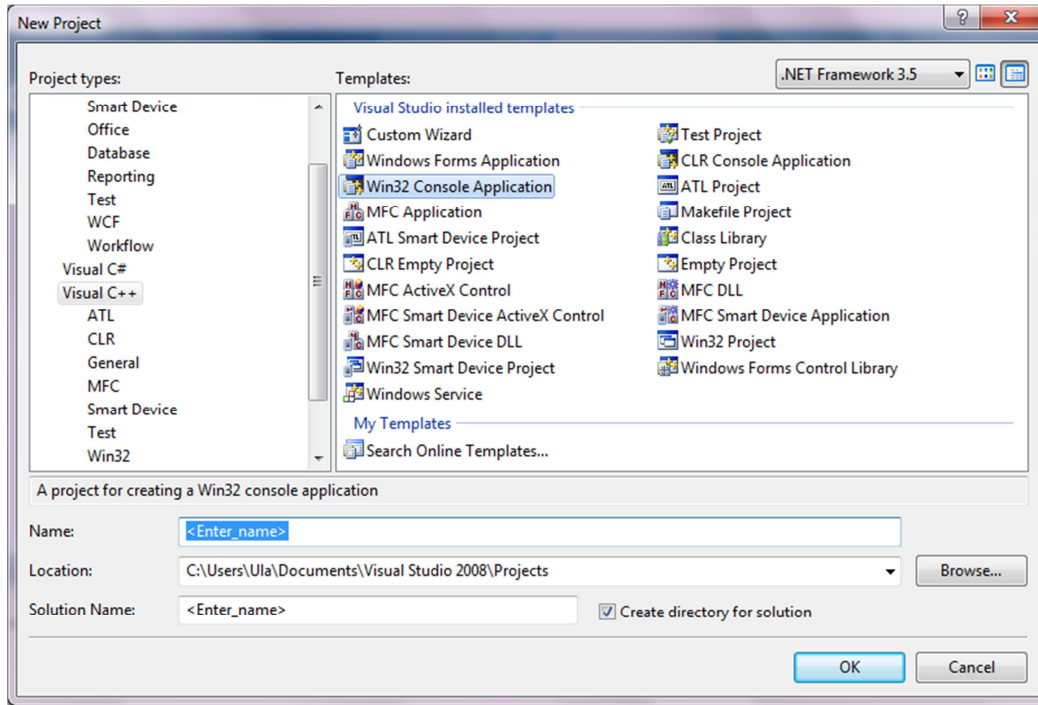 New Project
Project types:
Templates:
.NET Framework 3.5
Smart Device
Office
Database
Reporting
Test
WCF
Workflow
Visual C#
Visual C++
ATL
CLR
General
MFC
Smart Device
Test
Win32
Visual Studio installed templates
Custom Wizard
Test Project
Windows Forms Application
CLR Console Application
Win32 Console Application
ATL Project
MFC Application
Makefile Project
ATL Smart Device Project
Class Library
CLR Empty Project
Empty Project
MFC ActiveX Control
MFC DLL
MFC Smart Device ActiveX Control
MFC Smart Device Application
MFC Smart Device DLL
Win32 Project
Win32 Smart Device Project
Windows Forms Control Library
Windows Service
My Templates
Search Online Templates...
A project for creating a Win32 console application
Name: <Enter_name>
Location: C:\Users\Ula\Documents\Visual Studio 2008\Projects Browse...
Solution Name: <Enter_name> Create directory for solution
OK Cancel